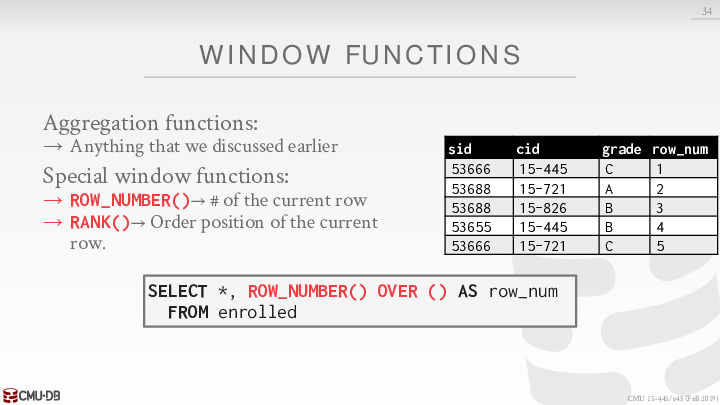 34
WINDOW FUNCTIONS
Aggregation functions:
→ Anything that we discussed earlier
Special window functions:
→ ROW_NUMBER()→ # of the current row
→ RANK()→ Order position of the current
row.
sid cid grade row_num
53666 15-445 C 1
53688 15-721 A 2
53688 15-826 B 3
53655 15-445 B 4
53666 15-721 C 5
SELECT *, ROW_NUMBER() OVER () AS row_num
FROM enrolled
CMU·DB
CMU 15-445/645 (Fall 2019)